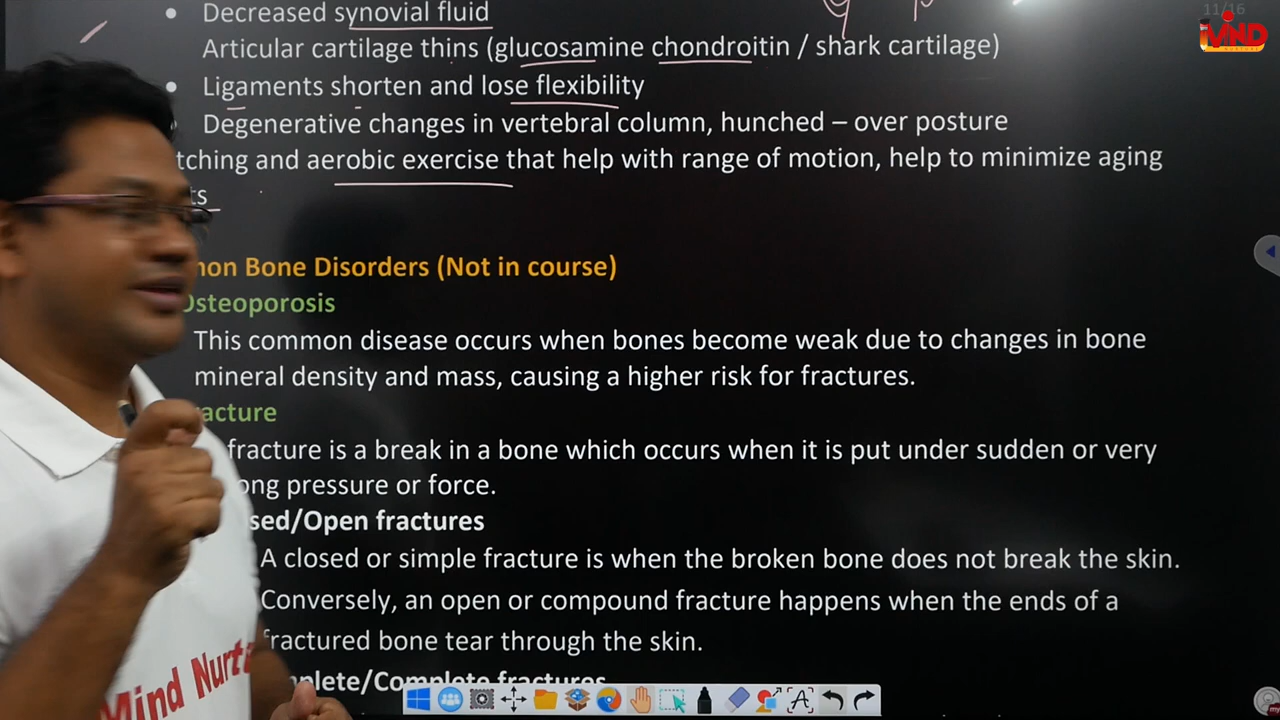 11/16
• Decreased synovial fluid
MIND
Articular cartilage thins (glucosamine chondroitin / shark cartilage)
• Ligaments shorten and lose flexibility
Degenerative changes in vertebral column, hunched – over posture
tching and aerobic exercise that help with range of motion, help to minimize aging
ts
non Bone Disorders (Not in course)
Osteoporosis
This common disease occurs when bones become weak due to changes in bone
mineral density and mass, causing a higher risk for fractures.
acture
fracture is a break in a bone which occurs when it is put under sudden or very
ong pressure or force.
sed/Open fractures
A closed or simple fracture is when the broken bone does not break the skin.
Conversely, an open or compound fracture happens when the ends of a
fractured bone tear through the skin.
mplete/Complete fractures
Mind Nurt